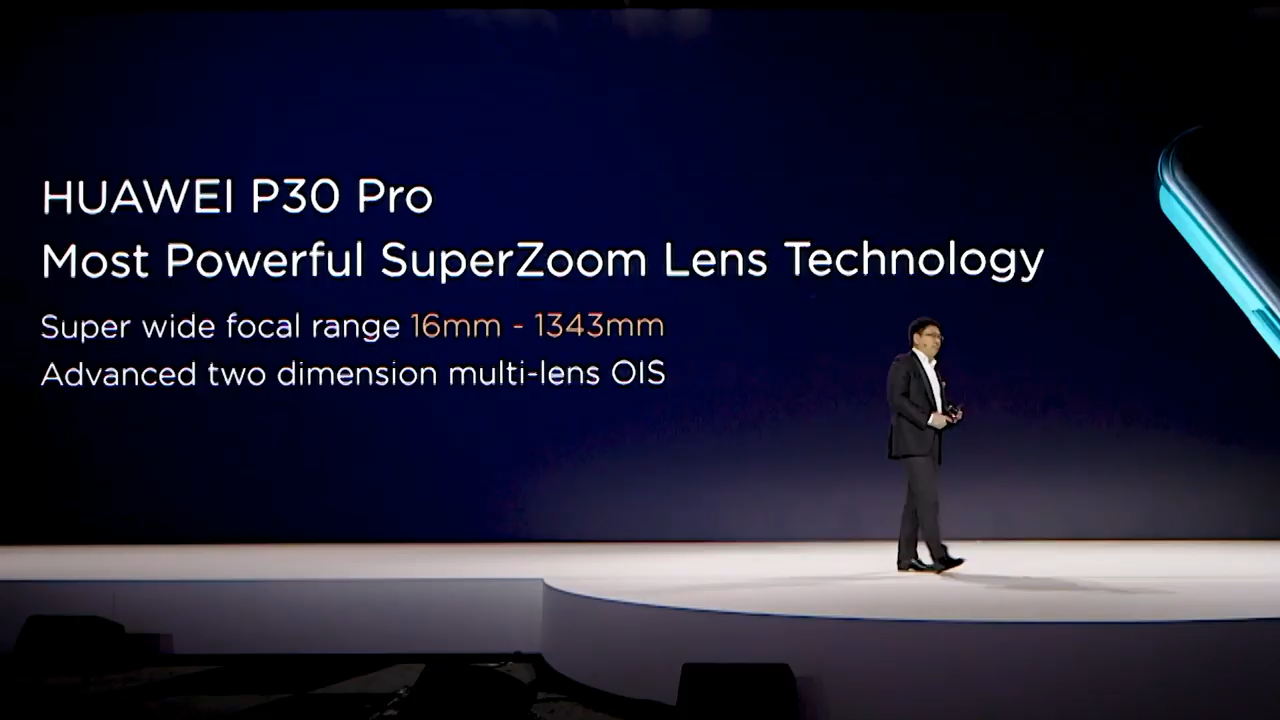 HUAWEI P30 Pro
Most Powerful SuperZoom Lens Technology
Super wide focal range 16mm - 1343mm
Advanced two dimension multi-lens OIS